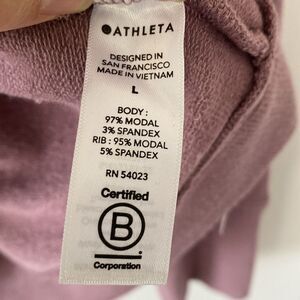 ATHLETA
DESIGNED IN
SAN FRANCISCO
MADE IN VIETNAM
L
BODY:
97% MODAL
3% SPANDEX
RIB: 95% MODAL
5% SPANDEX
RN 54023
Certified
B
Corporation